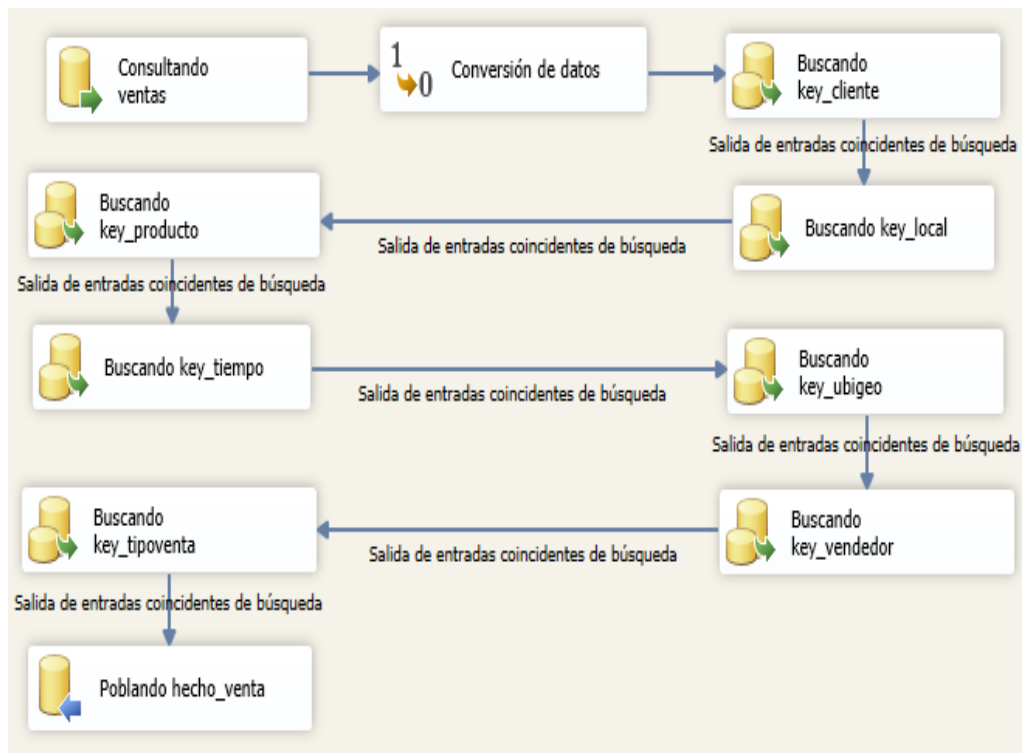 Consultando
ventas
1
0
Conversión de datos
Buscando
key_cliente
Salida de entradas coincidentes de búsqueda
Buscando key_local
Salida de entradas coincidentes de búsqueda
Buscando
key_producto
Salida de entradas coincidentes de búsqueda
Buscando key_tiempo
Salida de entradas coincidentes de búsqueda
Buscando
key_ubigeo
Salida de entradas coincidentes de búsqueda
Buscando
key_vendedor
Salida de entradas coincidentes de búsqueda
Buscando
key_tipoventa
Salida de entradas coincidentes de búsqueda
Poblando hecho_venta